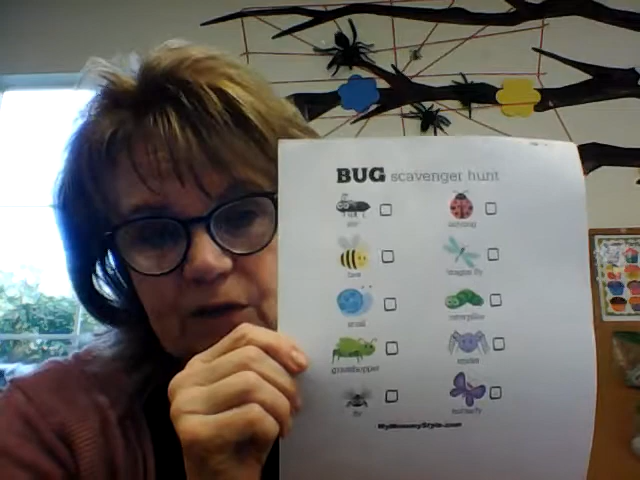 BUG scavenger hunt
ant ladybug
bee dragon fly
snail caterpillar
grasshopper spider
fly butterfly
MyMommyStyle.com